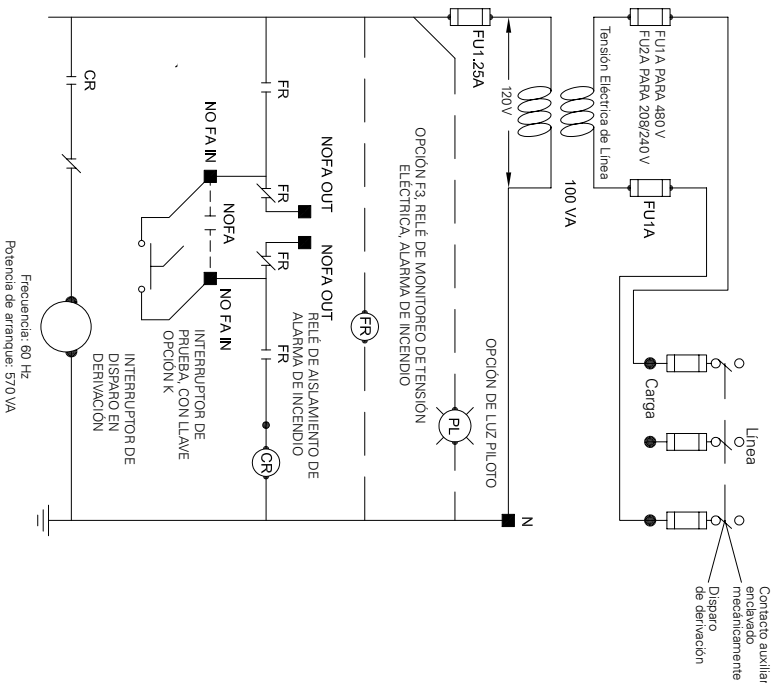 Contacto auxiliar
enclavado
mecánicamente
Disparo
de derivación
Línea
Carga
FU1A PARA 480 V
FU2A PARA 208/240 V
Tensión Eléctrica de Línea
FU1A
100 VA
120 V
FU1.25A
N
OPCIÓN DE LUZ PILOTO
PL
OPCIÓN F3, RELÉ DE MONITOREO DE TENSIÓN
ELÉCTRICA, ALARMA DE INCENDIO
FR
NOFA OUT
NOFA OUT
RELÉ DE AISLAMIENTO DE
ALARMA DE INCENDIO
FR
FR
FR
FR
CR
NO FA IN
NOFA
NO FA IN
INTERRUPTOR DE
PRUEBA, CON LLAVE
OPCIÓN K
CR
INTERRUPTOR DE
DISPARO EN
DERIVACIÓN
Frecuencia: 60 Hz
Potencia de arranque: 570 VA